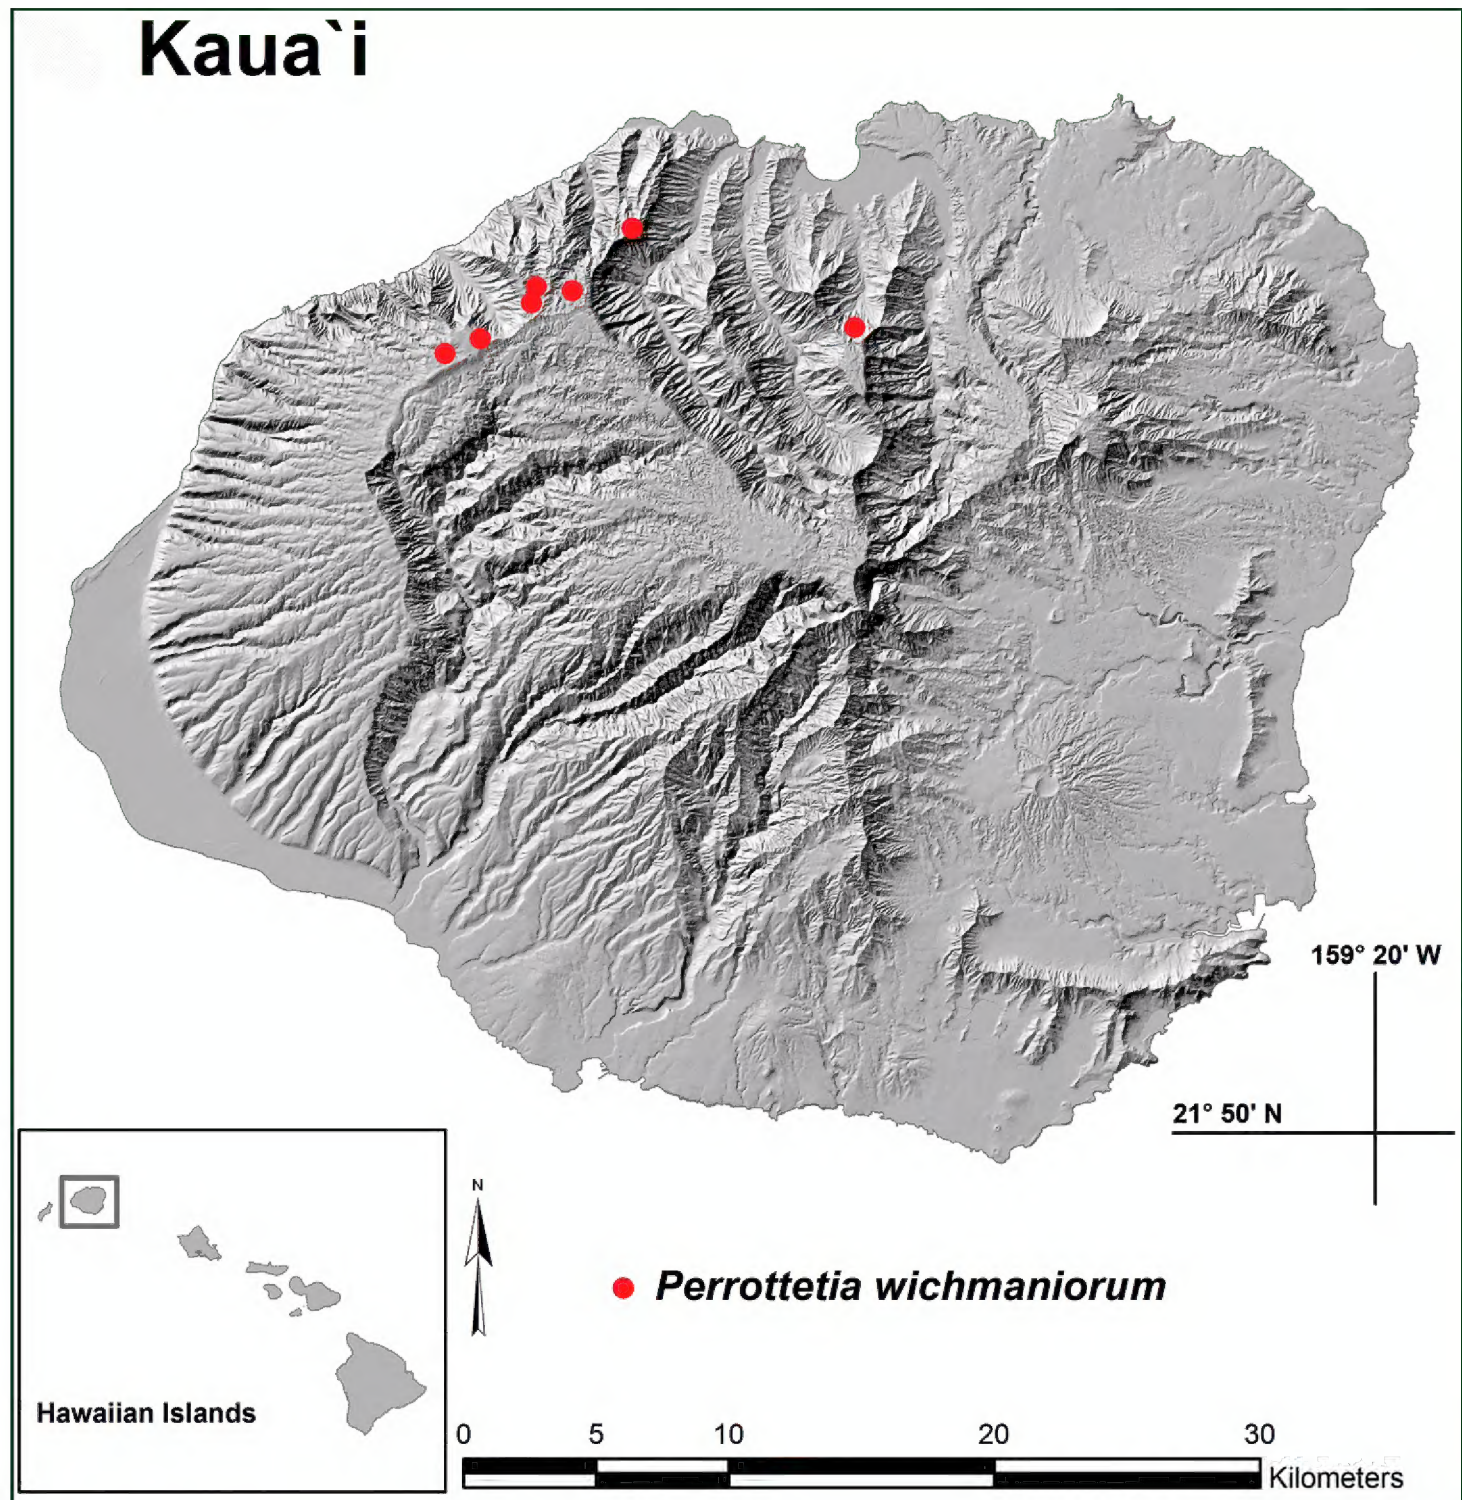 Kaua`i
159° 20' W
21° 50' N
N
Perrottetia wichmaniorum
Hawaiian Islands
0 5 10 20 30
Kilometers